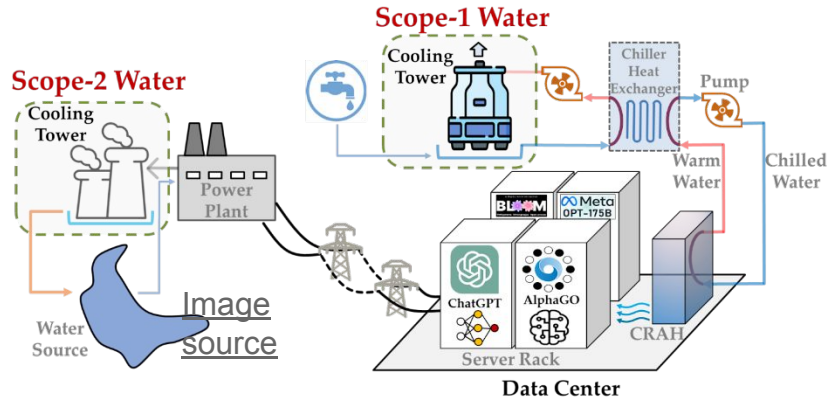 Scope-1 Water
Cooling
Tower
Chiller
Heat
Exchanger
Pump
Scope-2 Water
Cooling
Tower
Power
Plant
Warm
Water
Chilled
Water
BLOOM
Meta
OPT-175B
ChatGPT
AlphaGO
Image
source
Water
Source
CRAH
Server Rack
Data Center